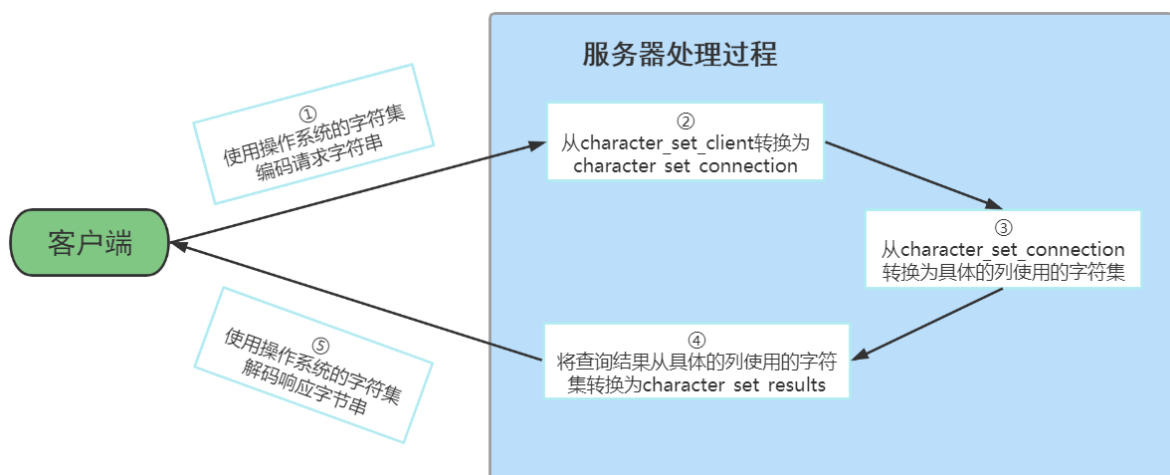 服务器处理过程
①
使用操作系统的字符集
编码请求字符串
②
从character_set_client转换为
character_set_connection
客户端
③
从character_set_connection
转换为具体的列使用的字符集
④
将查询结果从具体的列使用的字符
集转换为character_set_results
⑤
使用操作系统的字符集
解码响应字节串